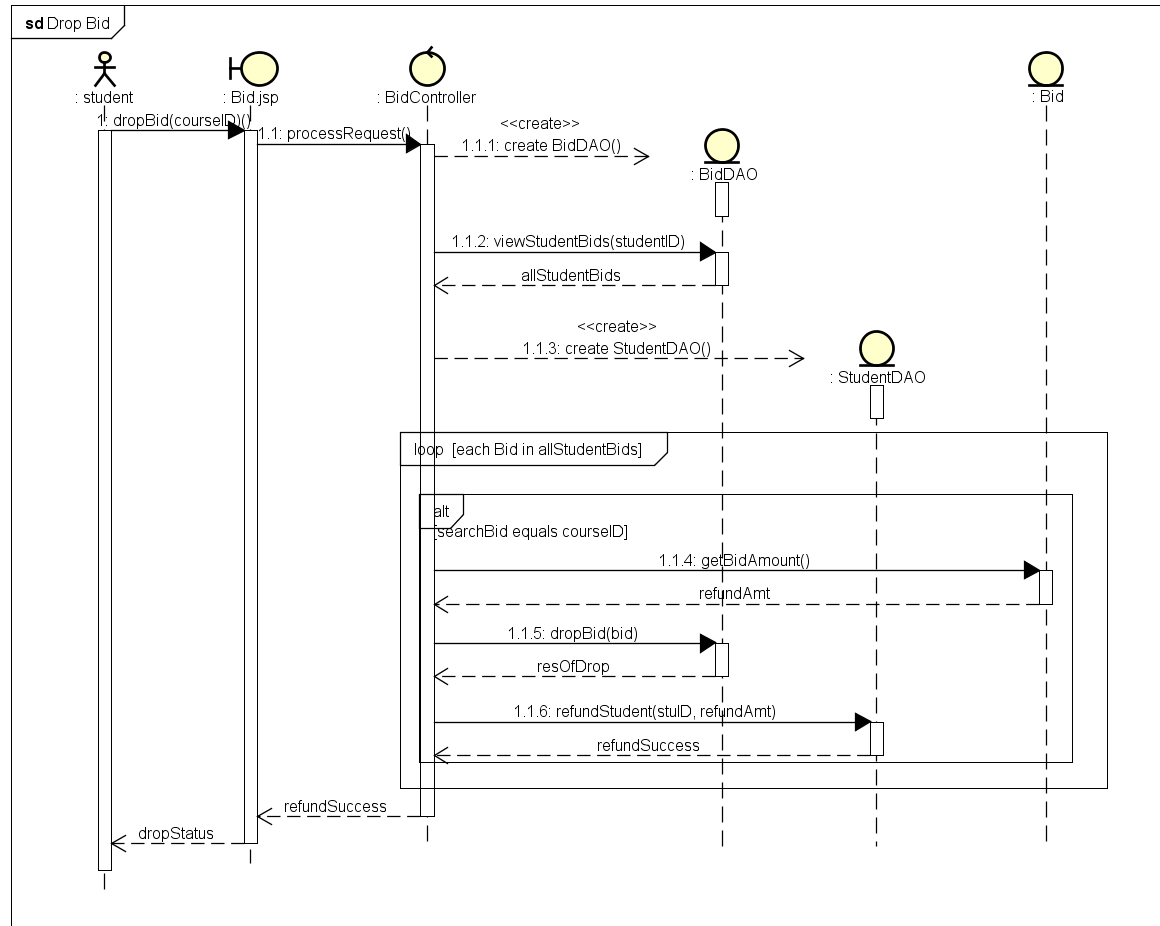 sd Drop Bid
: student
: Bid.jsp
: BidController
: Bid
1: dropBid(courseID)()
1.1: processRequest()
<<create>>
1.1.1: create BidDAO()
: BidDAO
1.1.2: viewStudentBids(studentID)
allStudentBids
<<create>>
1.1.3: create StudentDAO()
: StudentDAO
loop [each Bid in allStudentBids]
alt
[searchBid equals courseID]
1.1.4: getBidAmount()
refundAmt
1.1.5: dropBid(bid)
resOfDrop
1.1.6: refundStudent(stuID, refundAmt)
refundSuccess
refundSuccess
dropStatus